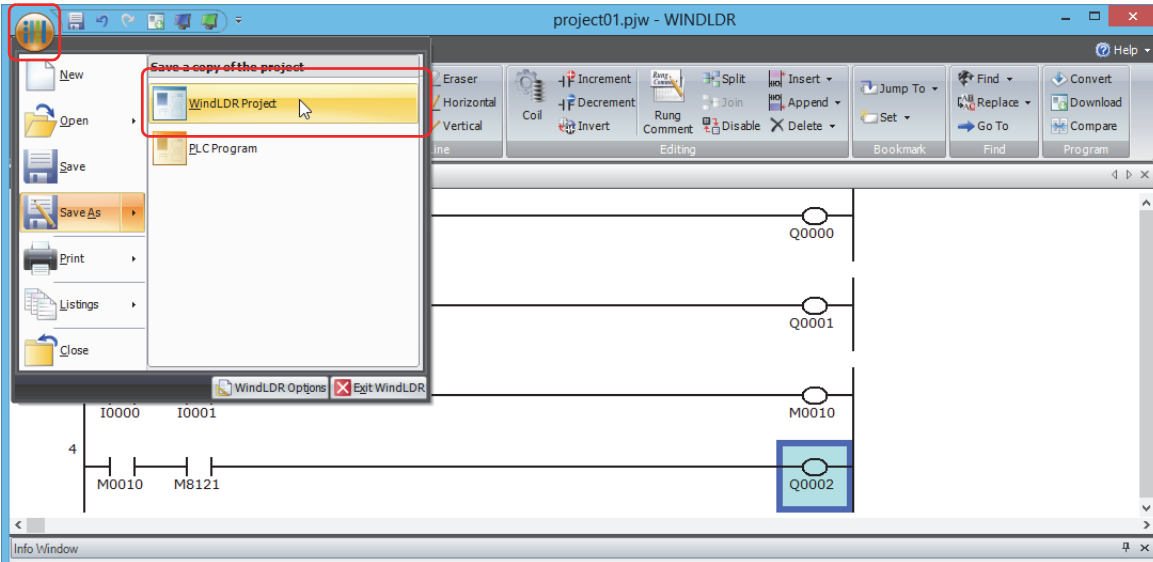 project01.pjw - WINDLDR
Help
New
Open
Save
Save As
Print
Listings
Close
Save a copy of the project
WindLDR Project
PLC Program
WindLDR Options
Exit WindLDR
Eraser
Horizontal
Vertical
ine
Coil
Increment
Decrement
Invert
Rung
Comment
Split
Join
Disable
Insert
Append
Delete
Editing
Jump To
Set
Bookmark
Find
Replace
Go To
Find
Convert
Download
Compare
Program
Q0000
Q0001
I0000 I0001 M0010
4
M0010 M8121 Q0002
Info Window